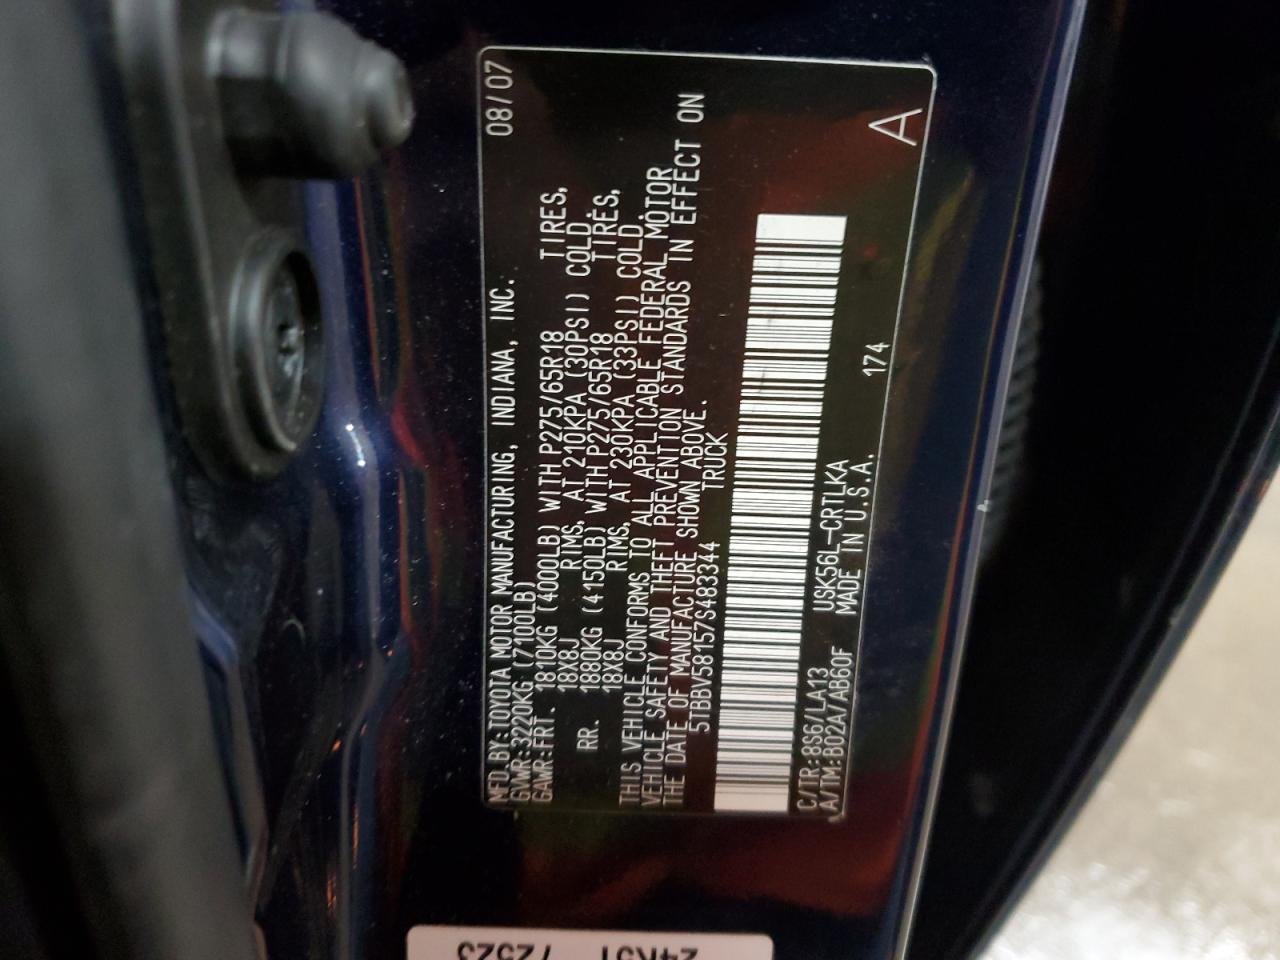 MFD.BY:TOYOTA MOTOR MANUFACTURING, INDIANA, INC. 08/07
GVWR:3220KG (7100LB)
GAWR:FRT. 1810KG (4000LB) WITH P275/65R18 TIRES,
18X8J RIMS, AT 210KPA (30PSI) COLD.
RR. 1880KG (4150LB) WITH P275/65R18 TIRES,
18X8J RIMS, AT 230KPA (33PSI) COLD.
THIS VEHICLE CONFORMS TO ALL APPLICABLE FEDERAL MOTOR
VEHICLE SAFETY AND THEFT PREVENTION STANDARDS IN EFFECT ON
THE DATE OF MANUFACTURE SHOWN ABOVE.
5TBBV58157S483344 TRUCK
A
C/TR:8S6/LA13 USK56L-CRTLKA 174
A/TM:B02A/AB60F MADE IN U.S.A.
72523